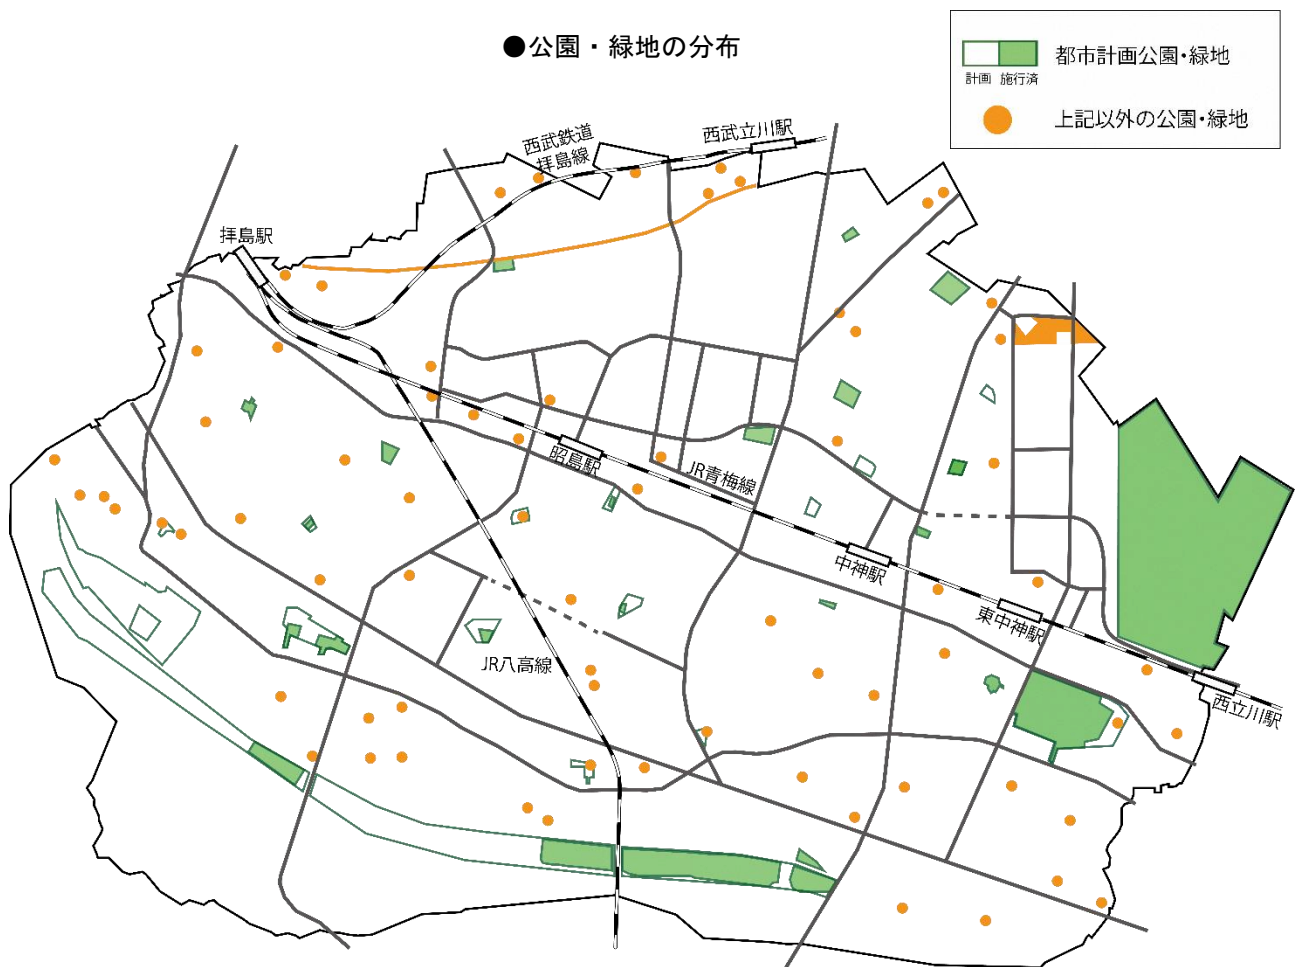 ●公園・緑地の分布
都市計画公園・緑地
計画 施行済
上記以外の公園・緑地
西武鉄道
拝島線
西武立川駅
拝島駅
昭島駅
JR青梅線
中神駅
東中神駅
JR八高線
西立川駅